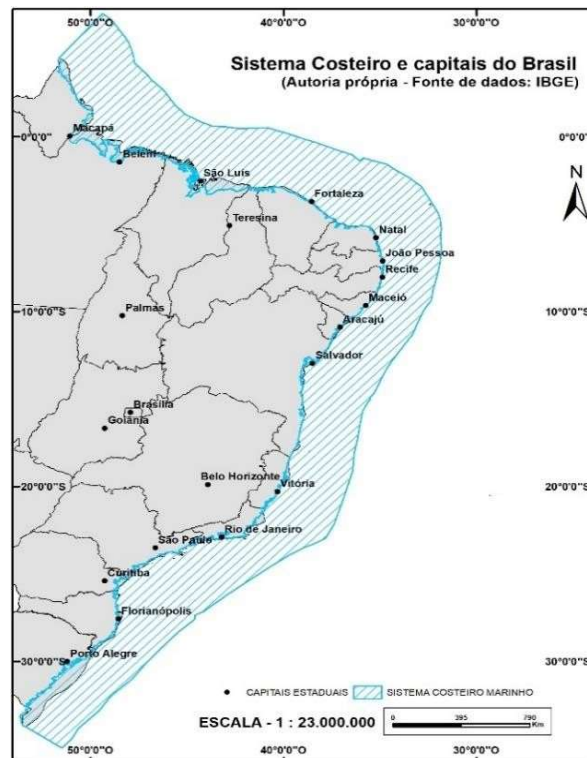 50°0'0"O 40°0'0"O 30°0'0"O
Sistema Costeiro e capitais do Brasil
(Autoria própria - Fonte de dados: IBGE)
Macapá
0°0'0" 0°0'0"
Belém
São Luis
N
Fortaleza
Teresina
Natal
João Pessoa
Recife
Maceió
Palmas
10°0'0"S 10°0'0"S
Aracajú
Salvador
Brasília
Goiânia
Belo Horizonte
20°0'0"S 20°0'0"S
Vitória
Rio de Janeiro
São Paulo
Curitiba
Florianópolis
Porto Alegre
30°0'0"S 30°0'0"S
CAPITAIS ESTADUAIS SISTEMA COSTEIRO MARINHO
ESCALA - 1 : 23.000.000
0 395 790
Km
50°0'0"O 40°0'0"O 30°0'0"O